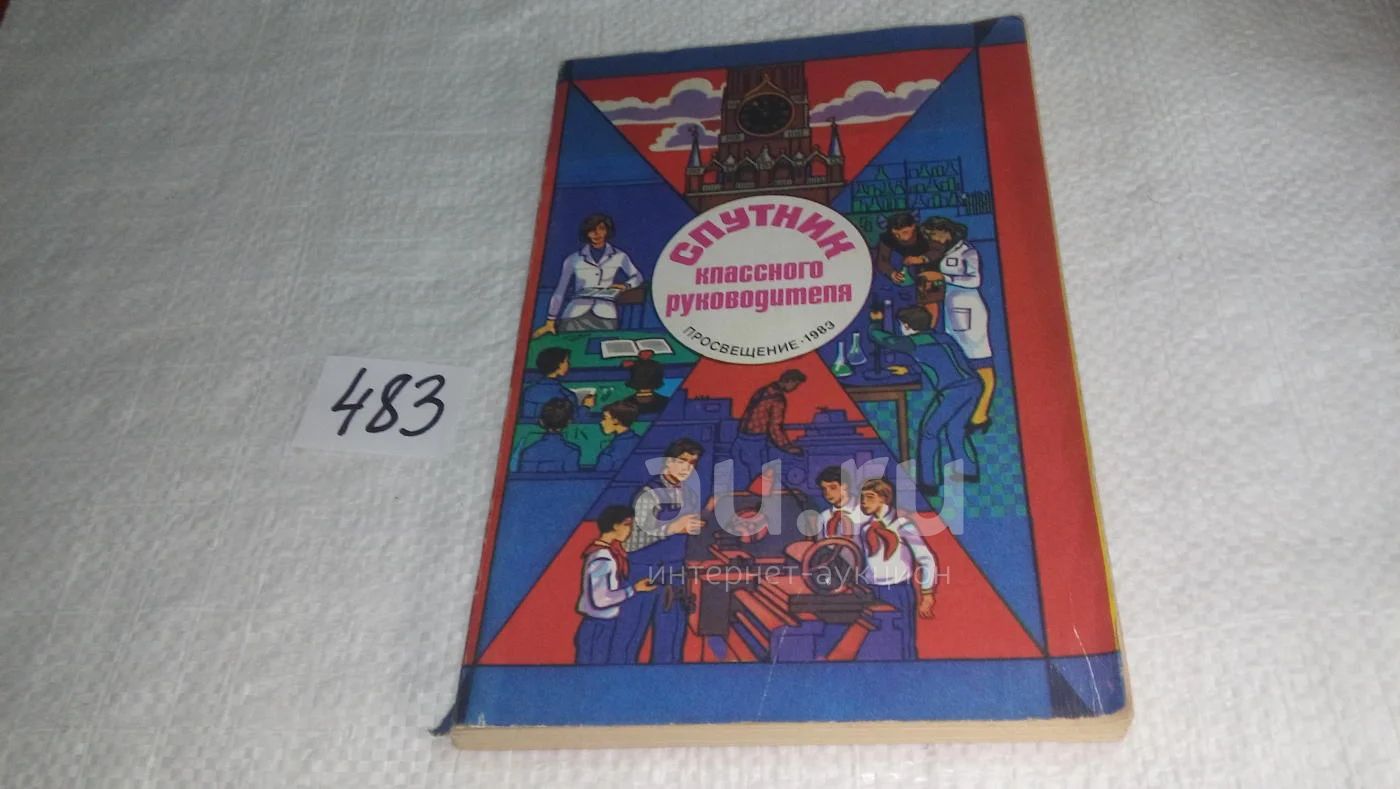 СПУТНИК
классного
руководителя
ПРОСВЕЩЕНИЕ · 1983
483
au.ru
интернет-аукцион